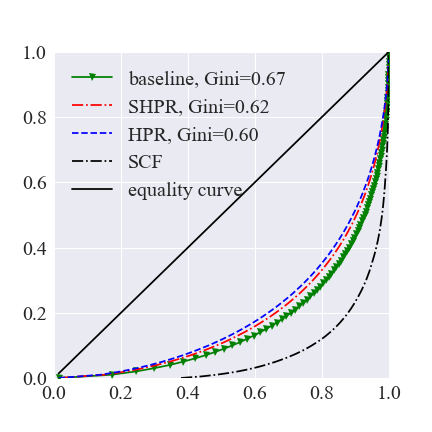 1.0
baseline, Gini=0.67
0.8
SHPR, Gini=0.62
HPR, Gini=0.60
SCF
0.6
equality curve
0.4
0.2
0.0
0.0 0.2 0.4 0.6 0.8 1.0